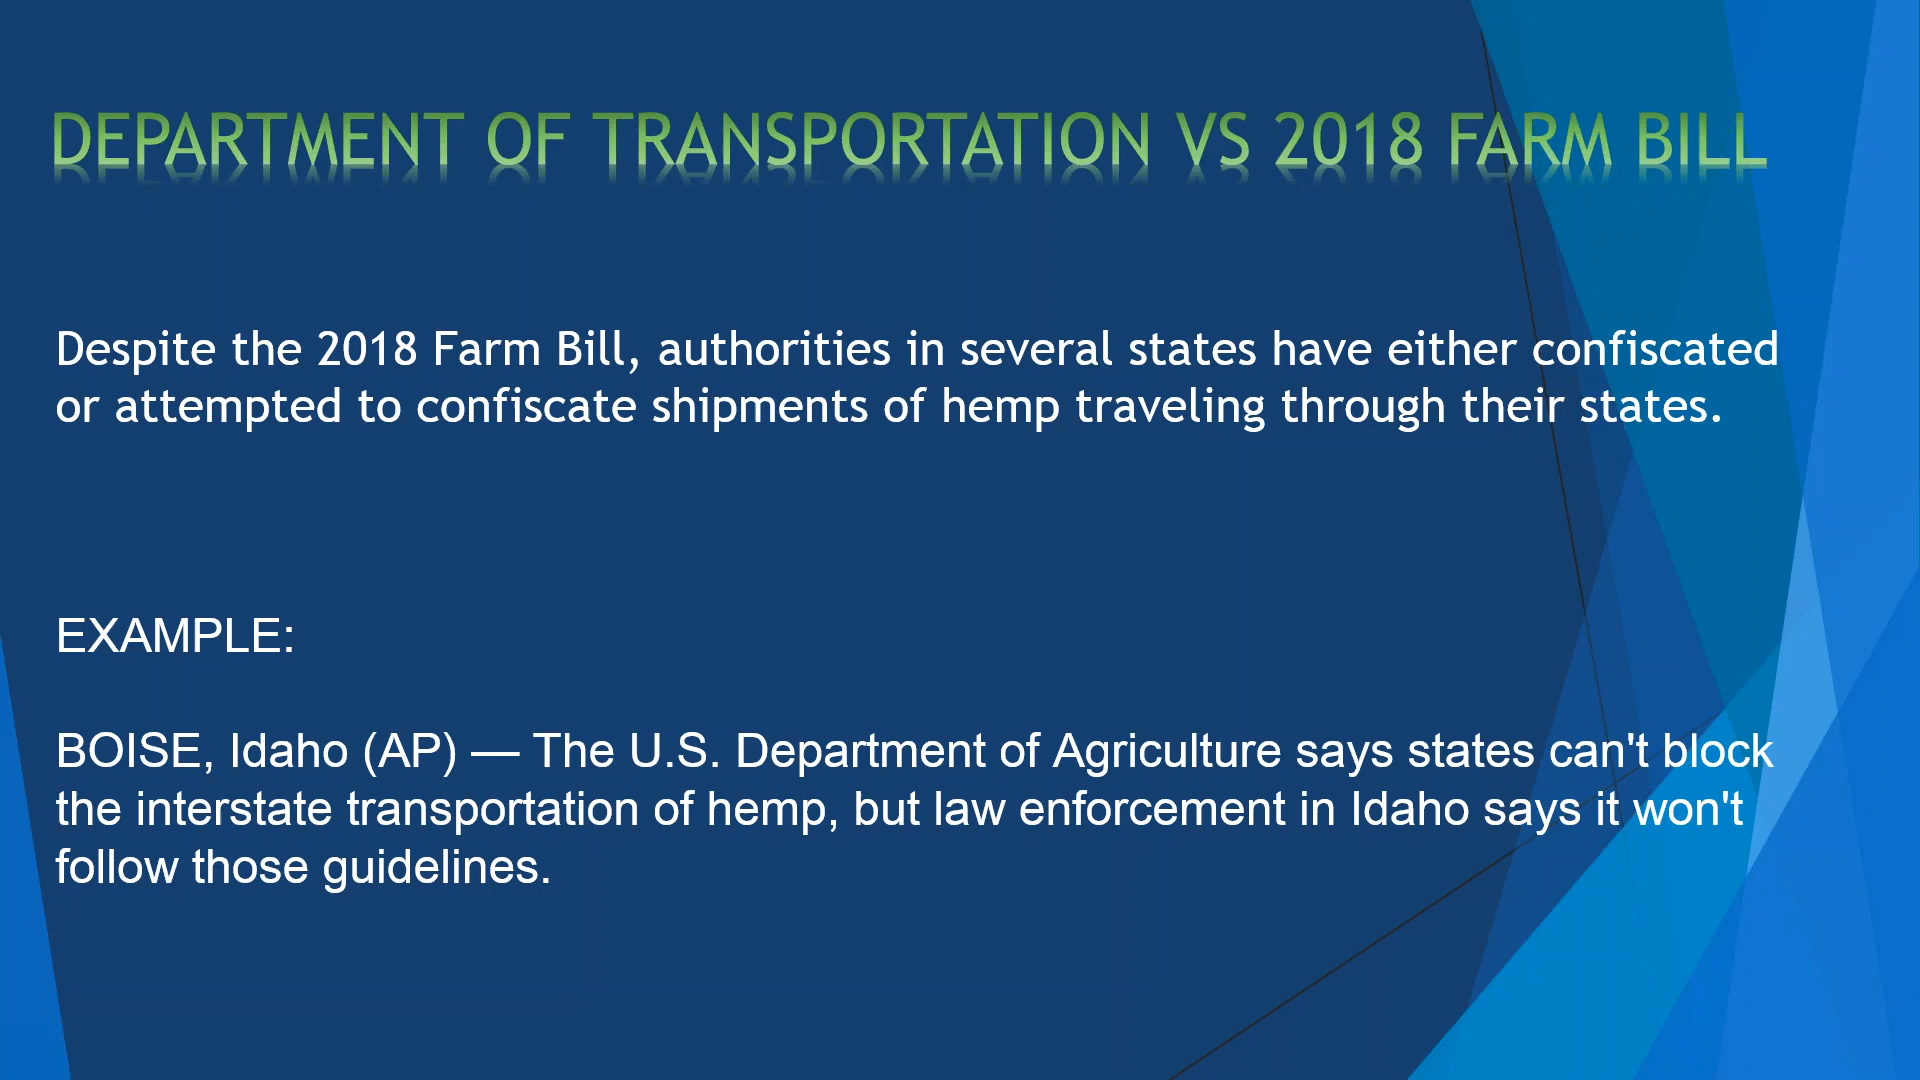 DEPARTMENT OF TRANSPORTATION VS 2018 FARM BILL
Despite the 2018 Farm Bill, authorities in several states have either confiscated
or attempted to confiscate shipments of hemp traveling through their states.
EXAMPLE:
BOISE, Idaho (AP) — The U.S. Department of Agriculture says states can't block
the interstate transportation of hemp, but law enforcement in Idaho says it won't
follow those guidelines.